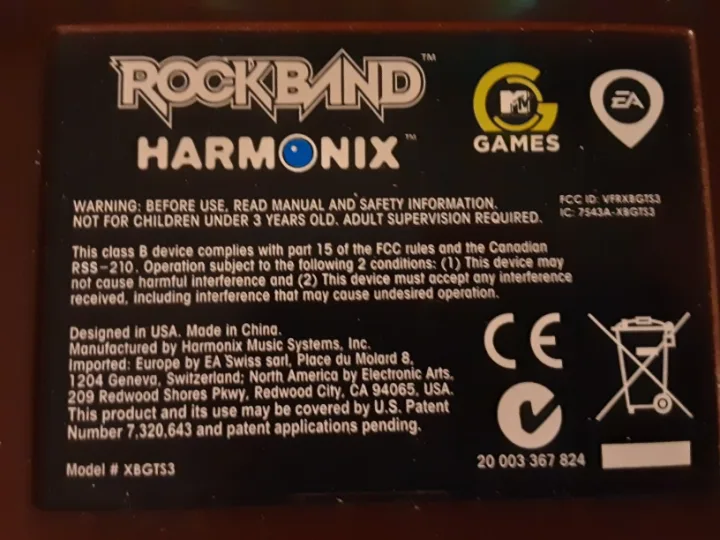 ROCKBAND™
HARMONIX™
MTV
GAMES
EA
WARNING: BEFORE USE, READ MANUAL AND SAFETY INFORMATION.
NOT FOR CHILDREN UNDER 3 YEARS OLD. ADULT SUPERVISION REQUIRED.
FCC ID: VFRXBGTS3
IC: 7543A-XBGTS3
This class B device complies with part 15 of the FCC rules and the Canadian
RSS-210. Operation subject to the following 2 conditions: (1) This device may
not cause harmful interference and (2) This device must accept any interference
received, including interference that may cause undesired operation.
Designed in USA. Made in China.
Manufactured by Harmonix Music Systems, Inc.
Imported: Europe by EA Swiss sarl, Place du Molard 8,
1204 Geneva, Switzerland; North America by Electronic Arts,
209 Redwood Shores Pkwy, Redwood City, CA 94065, USA.
This product and its use may be covered by U.S. Patent
Number 7,320,643 and patent applications pending.
Model # XBGTS3
CE
20 003 367 824